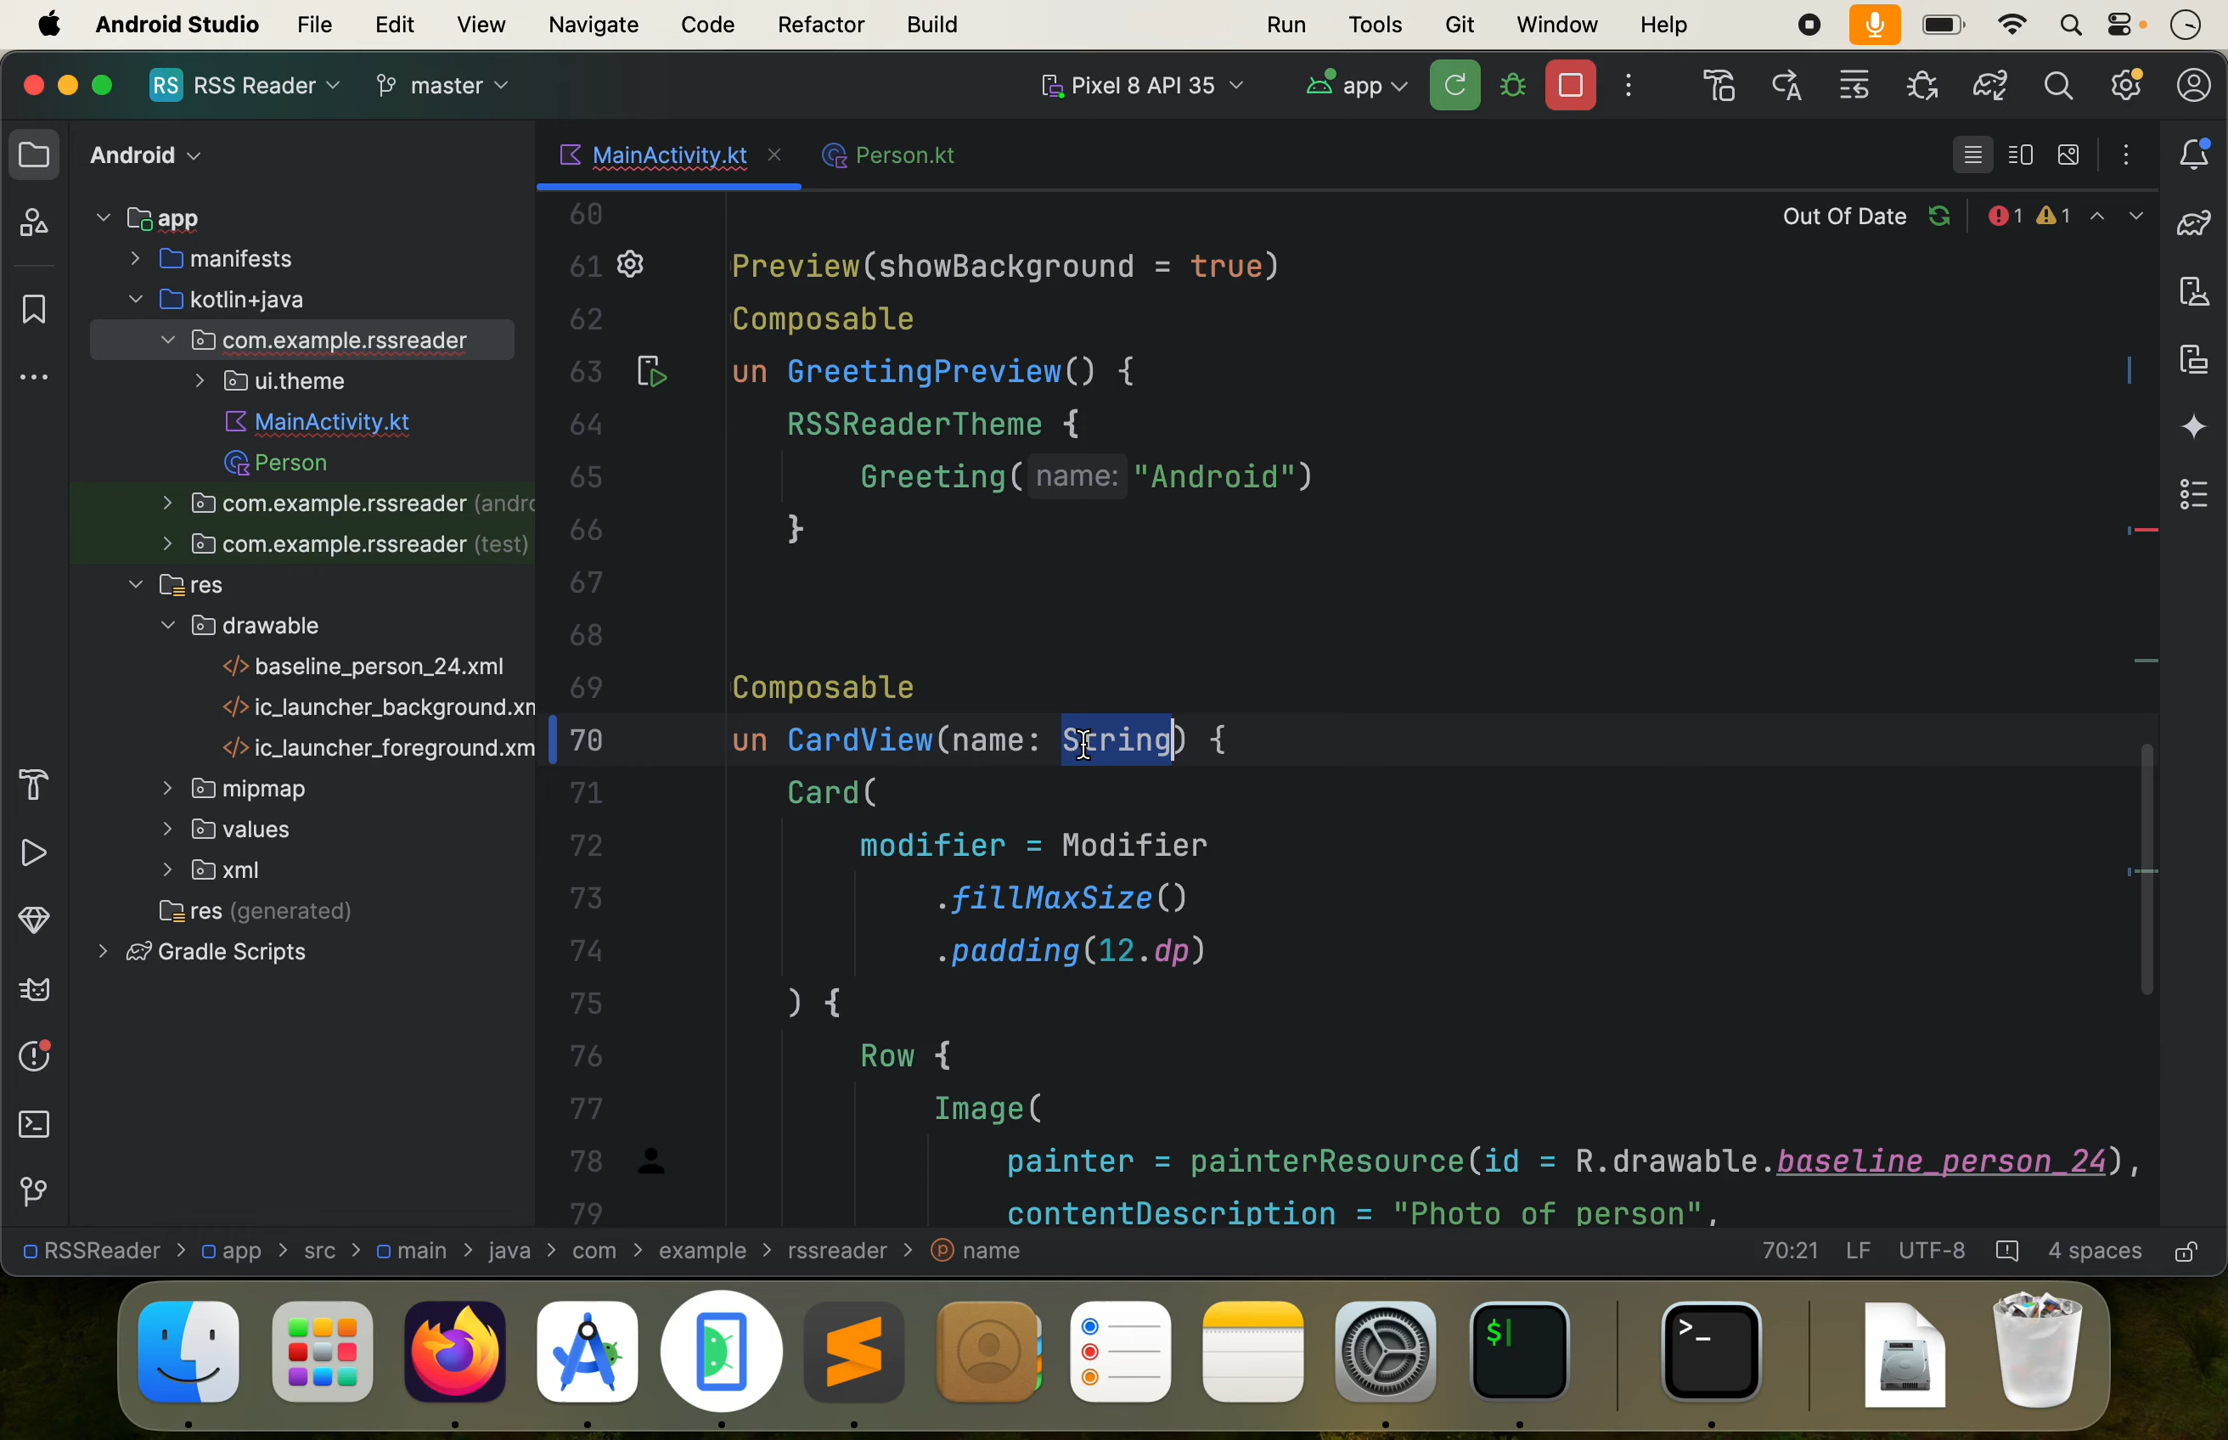 Android Studio File Edit View Navigate Code Refactor Build Run Tools Git Window Help
RS RSS Reader master Pixel 8 API 35 app
Android
MainActivity.kt Person.kt
app
manifests
kotlin+java
com.example.rssreader
ui.theme
MainActivity.kt
Person
com.example.rssreader (andro
com.example.rssreader (test)
res
drawable
baseline_person_24.xml
ic_launcher_background.xm
ic_launcher_foreground.xm
mipmap
values
xml
res (generated)
Gradle Scripts
Out Of Date 1 1
60
61 Preview(showBackground = true)
62 Composable
63 un GreetingPreview() {
64 RSSReaderTheme {
65 Greeting( name: "Android")
66 }
67
68
69 Composable
70 un CardView(name: String) {
71 Card(
72 modifier = Modifier
73 .fillMaxSize()
74 .padding(12.dp)
75 ) {
76 Row {
77 Image(
78 painter = painterResource(id = R.drawable.baseline_person_24),
79 contentDescription = "Photo of person",
RSSReader > app > src > main > java > com > example > rssreader > name 70:21 LF UTF-8 4 spaces
$
>_